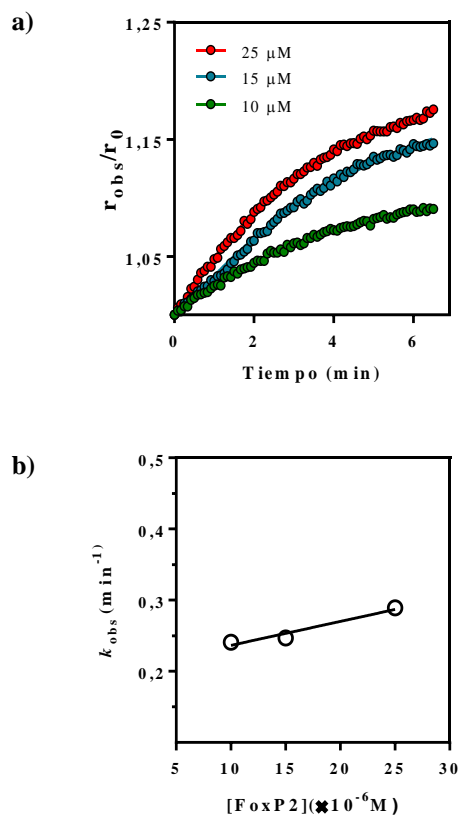 a)
1,25
25 µM
15 µM
10 µM
1,15
1,05
r_obs/r_0
0 2 4 6
Tiempo (min)
b)
0,5
0,4
0,3
0,2
k_obs (min⁻¹)
5 10 15 20 25 30
[FoxP2](✖10⁻⁶M)